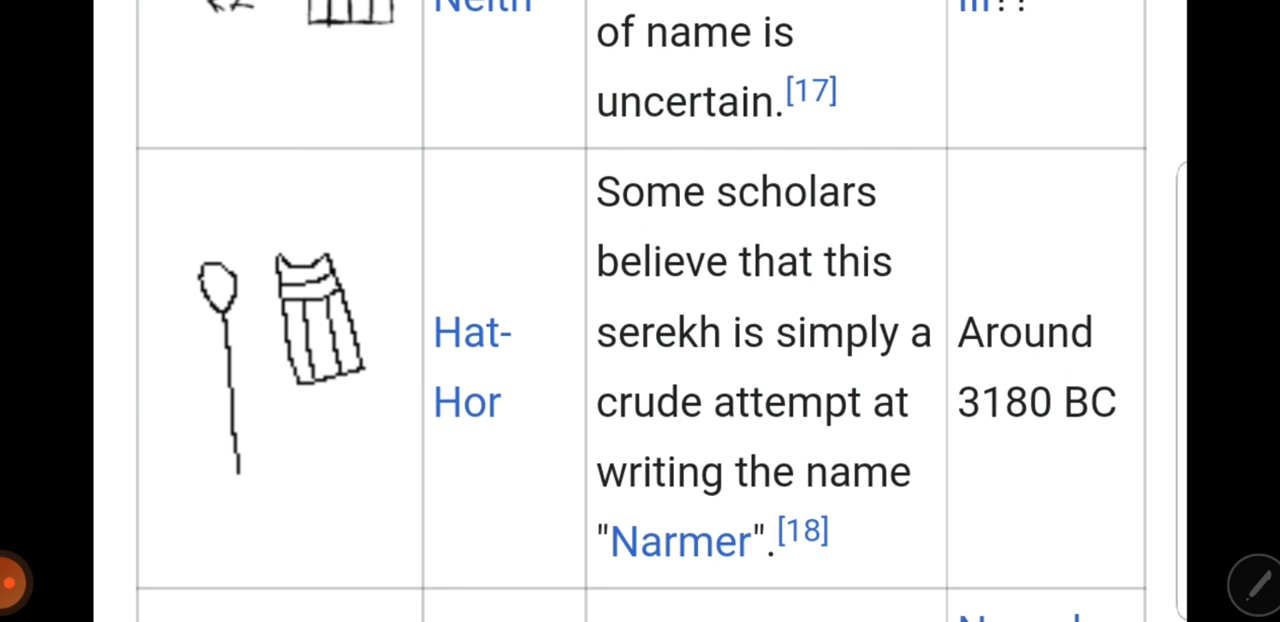 of name is
uncertain.[17]
Some scholars
believe that this
serekh is simply a
crude attempt at
writing the name
"Narmer".[18]
Hat-
Hor
Around
3180 BC